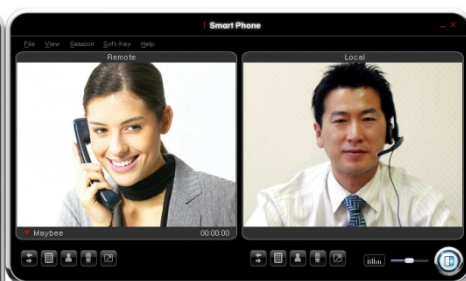 Smart Phone
File View Session Soft-Key Help
Remote
Local
Maybee 00:00:00